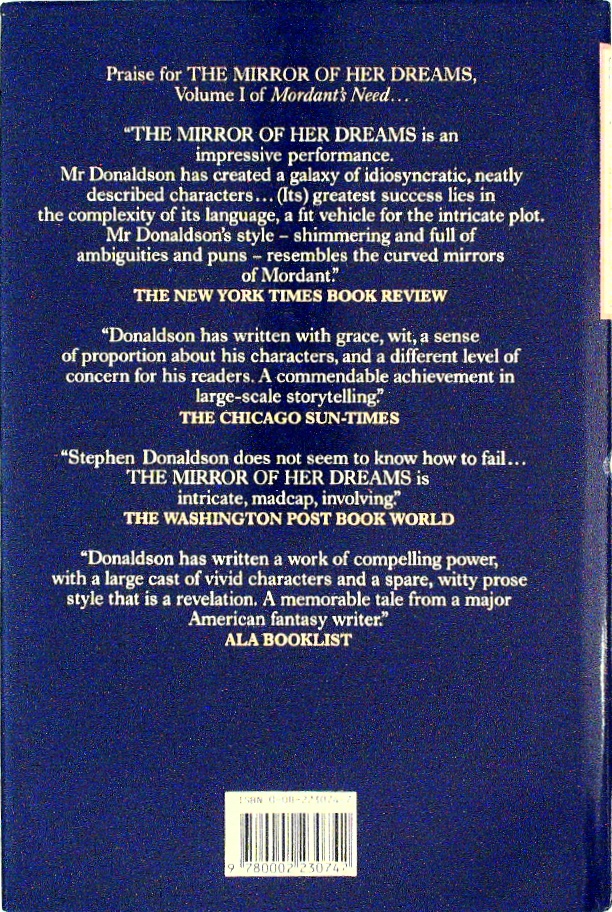 Praise for THE MIRROR OF HER DREAMS,
Volume I of Mordant's Need...
"THE MIRROR OF HER DREAMS is an
impressive performance.
Mr Donaldson has created a galaxy of idiosyncratic, neatly
described characters... (Its) greatest success lies in
the complexity of its language, a fit vehicle for the intricate plot.
Mr Donaldson's style – shimmering and full of
ambiguities and puns – resembles the curved mirrors
of Mordant."
THE NEW YORK TIMES BOOK REVIEW
"Donaldson has written with grace, wit, a sense
of proportion about his characters, and a different level of
concern for his readers. A commendable achievement in
large-scale storytelling."
THE CHICAGO SUN-TIMES
"Stephen Donaldson does not seem to know how to fail...
THE MIRROR OF HER DREAMS is
intricate, madcap, involving."
THE WASHINGTON POST BOOK WORLD
"Donaldson has written a work of compelling power,
with a large cast of vivid characters and a spare, witty prose
style that is a revelation. A memorable tale from a major
American fantasy writer."
ALA BOOKLIST
ISBN 0-00-223074-7
9 780002 23074